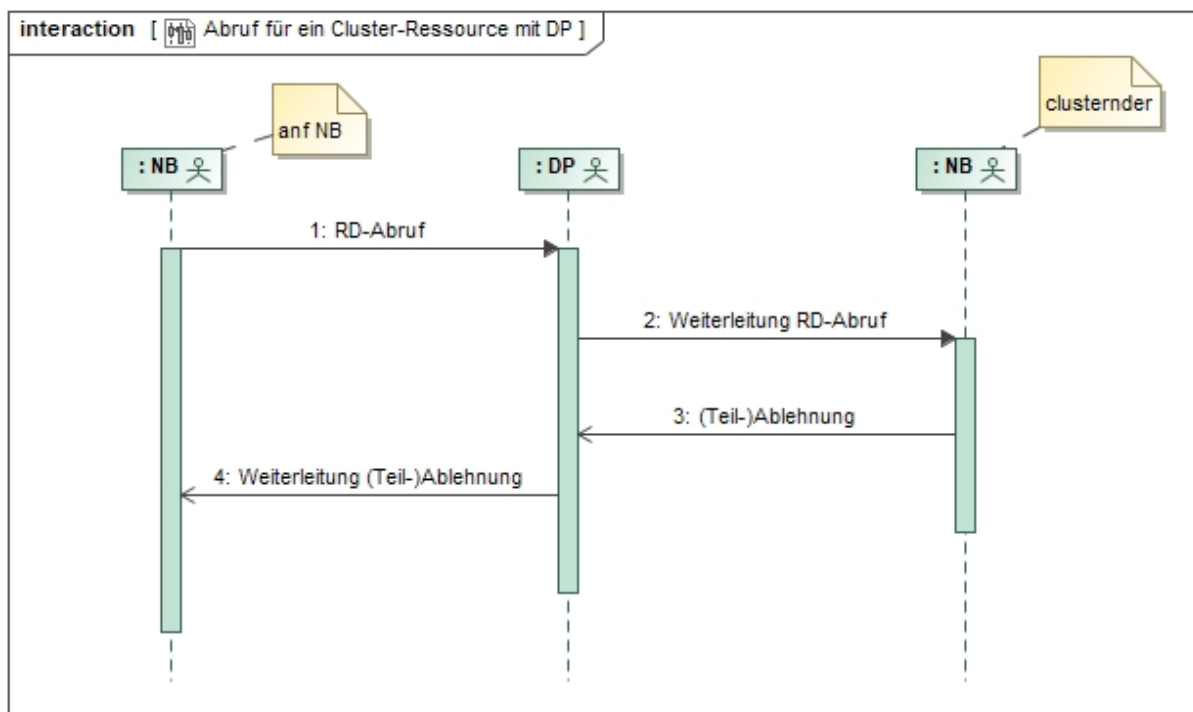 interaction [ Abruf für ein Cluster-Ressource mit DP ]
anf NB
clusternder
: NB
: DP
: NB
1: RD-Abruf
2: Weiterleitung RD-Abruf
3: (Teil-)Ablehnung
4: Weiterleitung (Teil-)Ablehnung